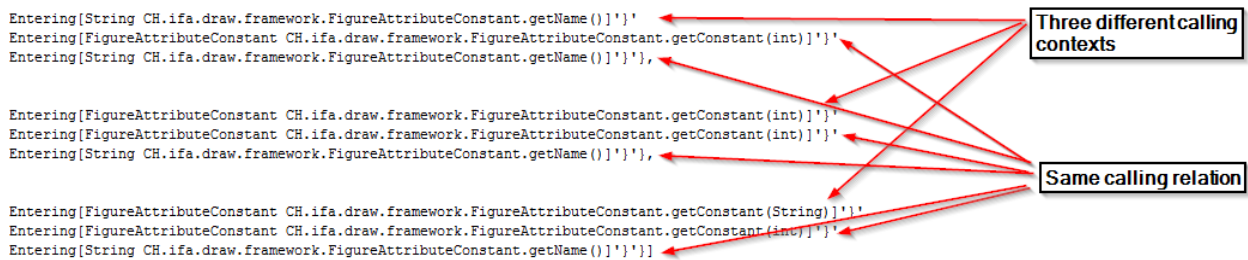 Entering[String CH.ifa.draw.framework.FigureAttributeConstant.getName()]'}'
Entering[FigureAttributeConstant CH.ifa.draw.framework.FigureAttributeConstant.getConstant(int)]'}'
Entering[String CH.ifa.draw.framework.FigureAttributeConstant.getName()]'}'},
Three different calling
contexts
Entering[FigureAttributeConstant CH.ifa.draw.framework.FigureAttributeConstant.getConstant(int)]'}'
Entering[FigureAttributeConstant CH.ifa.draw.framework.FigureAttributeConstant.getConstant(int)]'}'
Entering[String CH.ifa.draw.framework.FigureAttributeConstant.getName()]'}'},
Same calling relation
Entering[FigureAttributeConstant CH.ifa.draw.framework.FigureAttributeConstant.getConstant(String)]'}'
Entering[FigureAttributeConstant CH.ifa.draw.framework.FigureAttributeConstant.getConstant(int)]'}'
Entering[String CH.ifa.draw.framework.FigureAttributeConstant.getName()]'}'}]